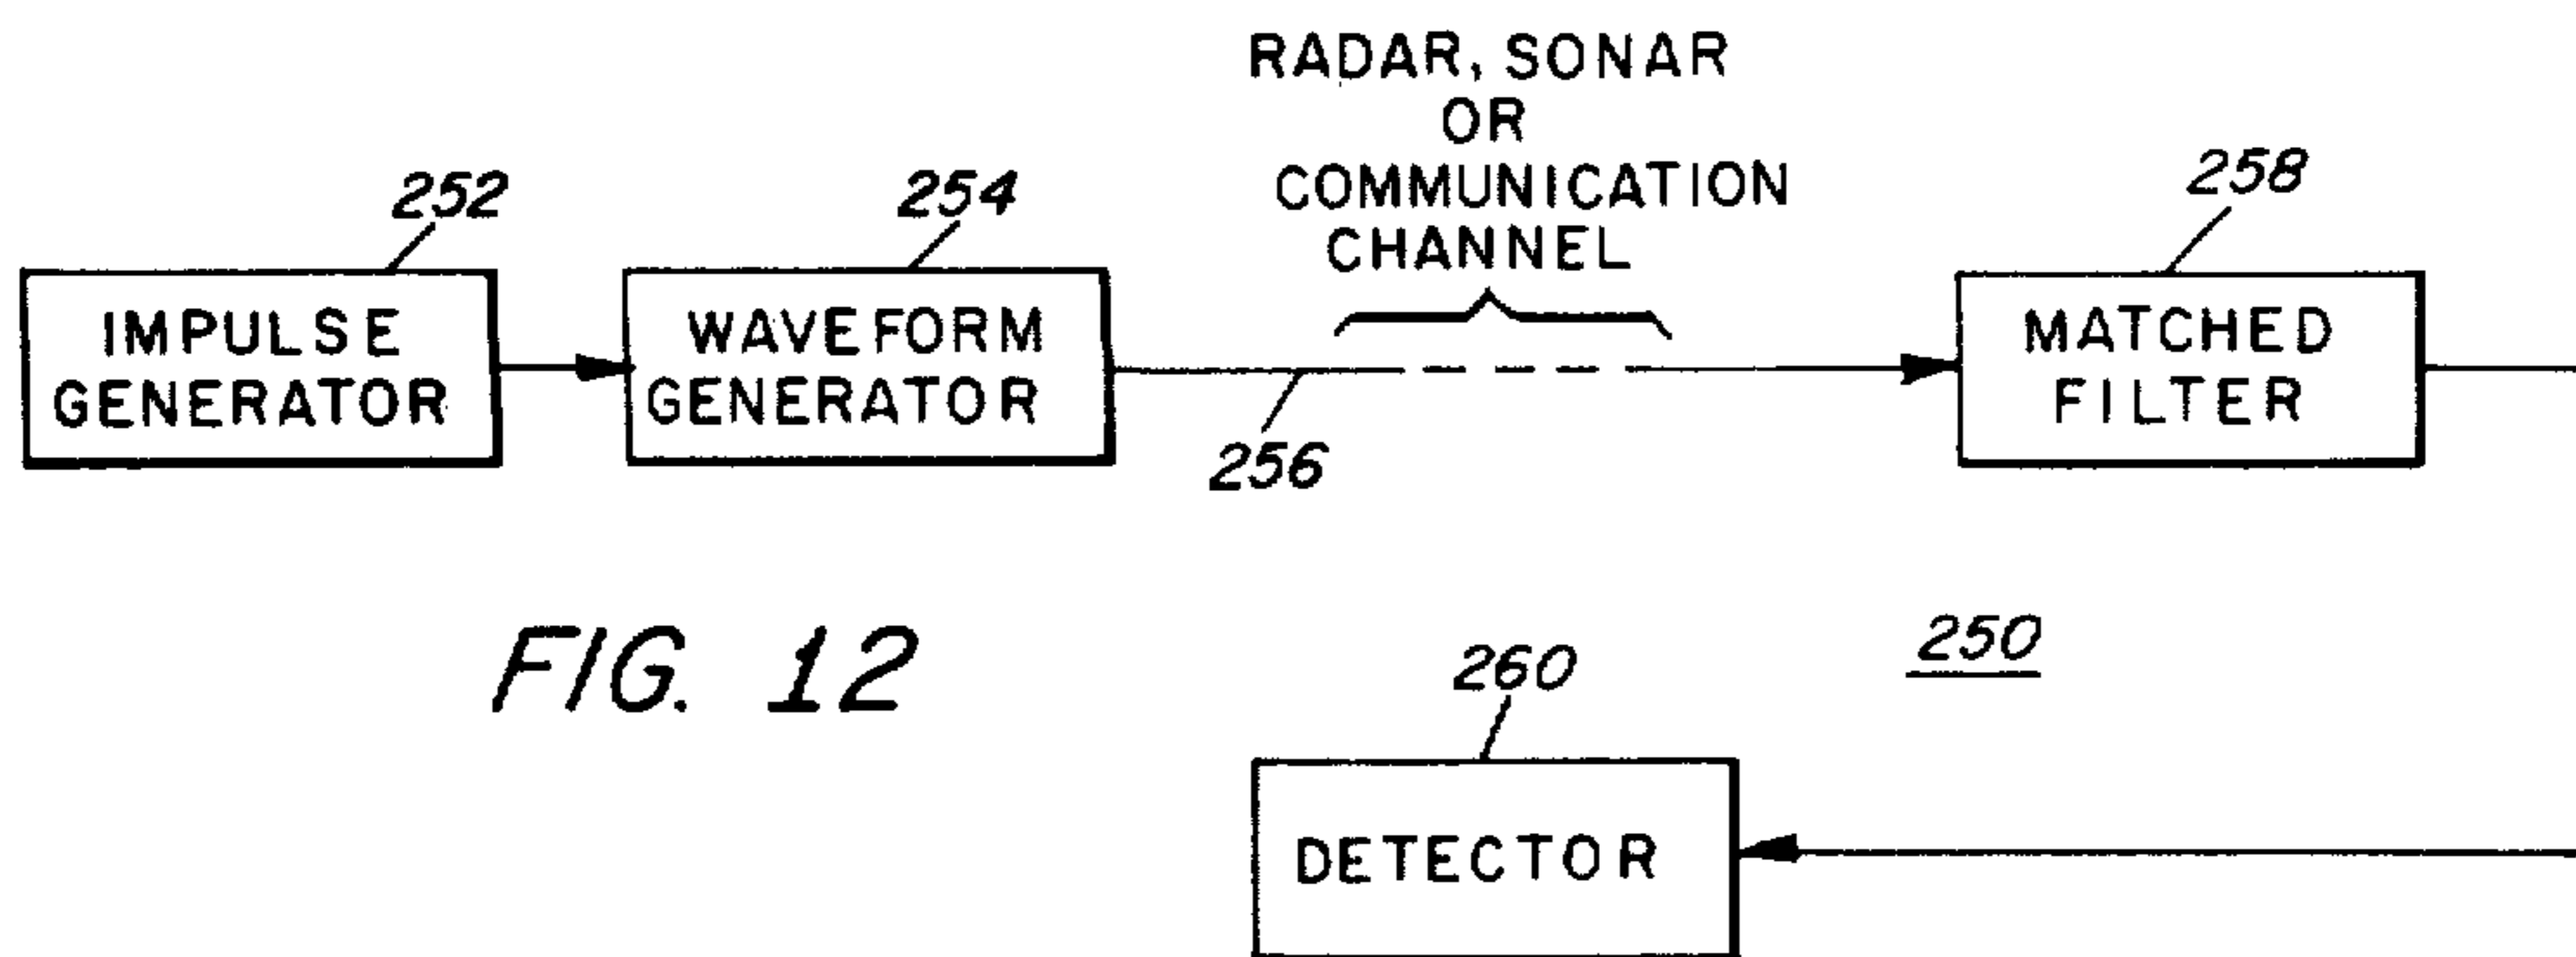 RADAR, SONAR
OR
COMMUNICATION
CHANNEL
252
254
258
IMPULSE
GENERATOR
WAVEFORM
GENERATOR
MATCHED
FILTER
256
FIG. 12
250
260
DETECTOR